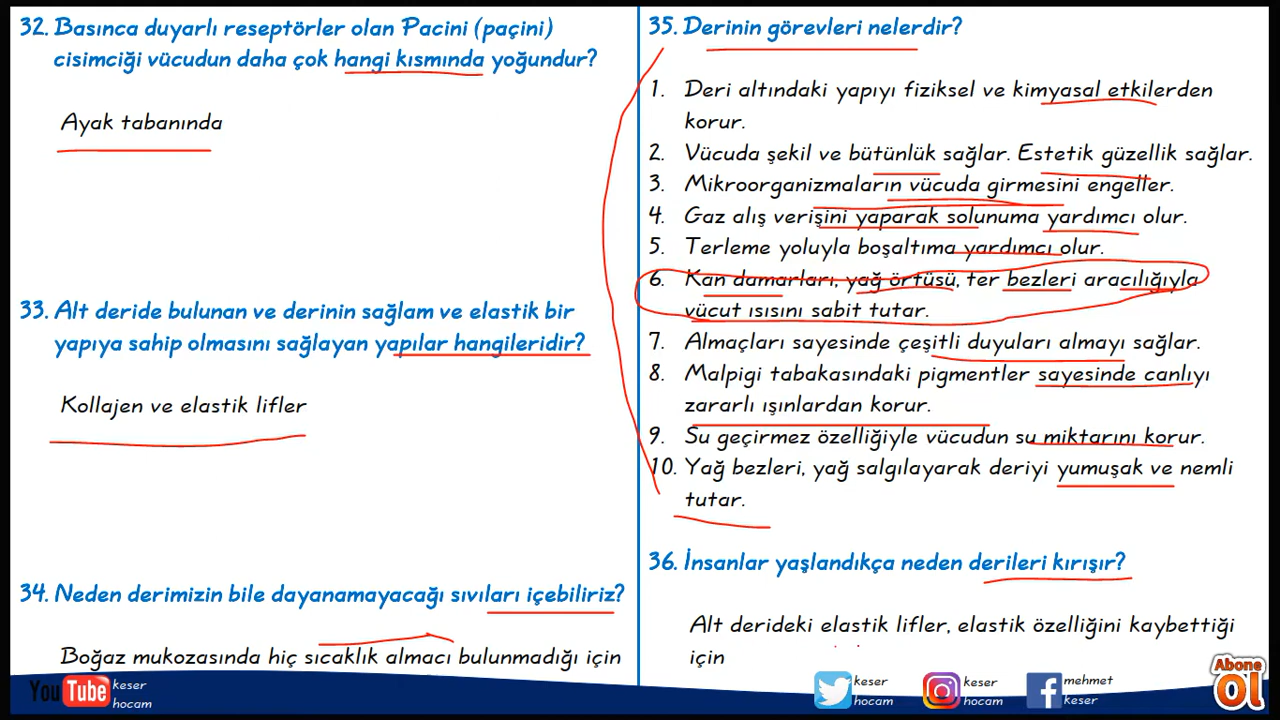 32. Basınca duyarlı reseptörler olan Pacini (paçini)
cisimciği vücudun daha çok hangi kısmında yoğundur?
Ayak tabanında
33. Alt deride bulunan ve derinin sağlam ve elastik bir
yapıya sahip olmasını sağlayan yapılar hangileridir?
Kollajen ve elastik lifler
34. Neden derimizin bile dayanamayacağı sıvıları içebiliriz?
Boğaz mukozasında hiç sıcaklık almacı bulunmadığı için
35. Derinin görevleri nelerdir?
1. Deri altındaki yapıyı fiziksel ve kimyasal etkilerden
korur.
2. Vücuda şekil ve bütünlük sağlar. Estetik güzellik sağlar.
3. Mikroorganizmaların vücuda girmesini engeller.
4. Gaz alış verişini yaparak solunuma yardımcı olur.
5. Terleme yoluyla boşaltıma yardımcı olur.
6. Kan damarları, yağ örtüsü, ter bezleri aracılığıyla
vücut ısısını sabit tutar.
7. Almaçları sayesinde çeşitli duyuları almayı sağlar.
8. Malpigi tabakasındaki pigmentler sayesinde canlıyı
zararlı ışınlardan korur.
9. Su geçirmez özelliğiyle vücudun su miktarını korur.
10. Yağ bezleri, yağ salgılayarak deriyi yumuşak ve nemli
tutar.
36. İnsanlar yaşlandıkça neden derileri kırışır?
Alt derideki elastik lifler, elastik özelliğini kaybettiği
için
YouTube keser hocam
keser hocam
keser hocam
mehmet keser
Abone
OL